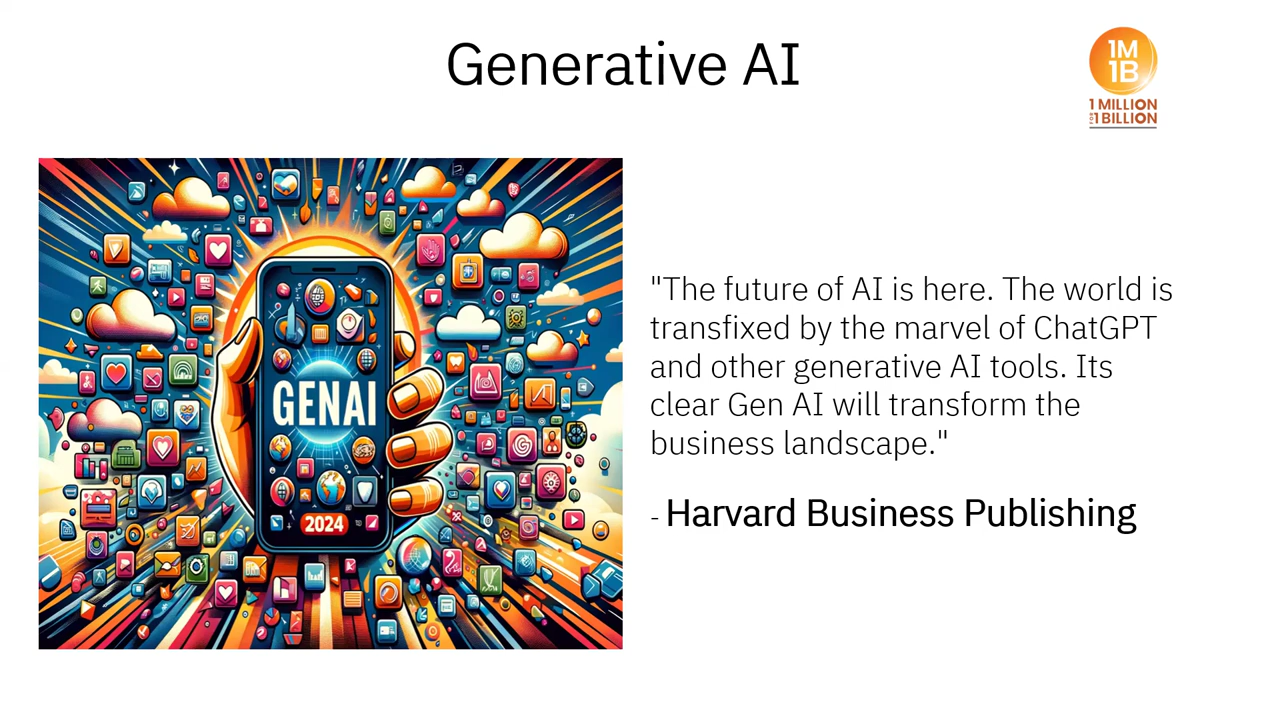 Generative AI
1M
1B
1 MILLION
FOR 1 BILLION
GENAI
2024
"The future of AI is here. The world is
transfixed by the marvel of ChatGPT
and other generative AI tools. Its
clear Gen AI will transform the
business landscape."
- Harvard Business Publishing